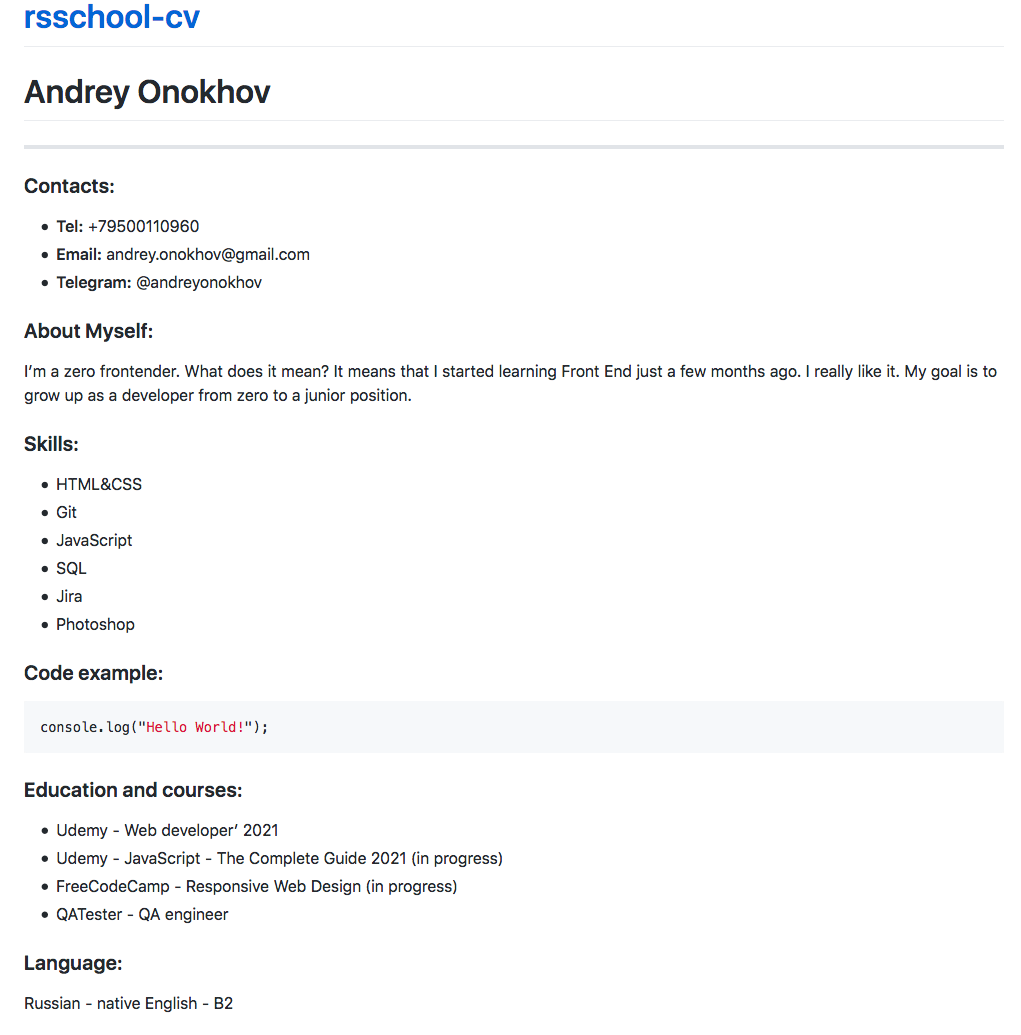 rsschool-cv
Andrey Onokhov
Contacts:
Tel: +79500110960
Email: andrey.onokhov@gmail.com
Telegram: @andreyonokhov
About Myself:
I’m a zero frontender. What does it mean? It means that I started learning Front End just a few months ago. I really like it. My goal is to
grow up as a developer from zero to a junior position.
Skills:
HTML&CSS
Git
JavaScript
SQL
Jira
Photoshop
Code example:
console.log("Hello World!");
Education and courses:
Udemy - Web developer’ 2021
Udemy - JavaScript - The Complete Guide 2021 (in progress)
FreeCodeCamp - Responsive Web Design (in progress)
QATester - QA engineer
Language:
Russian - native English - B2